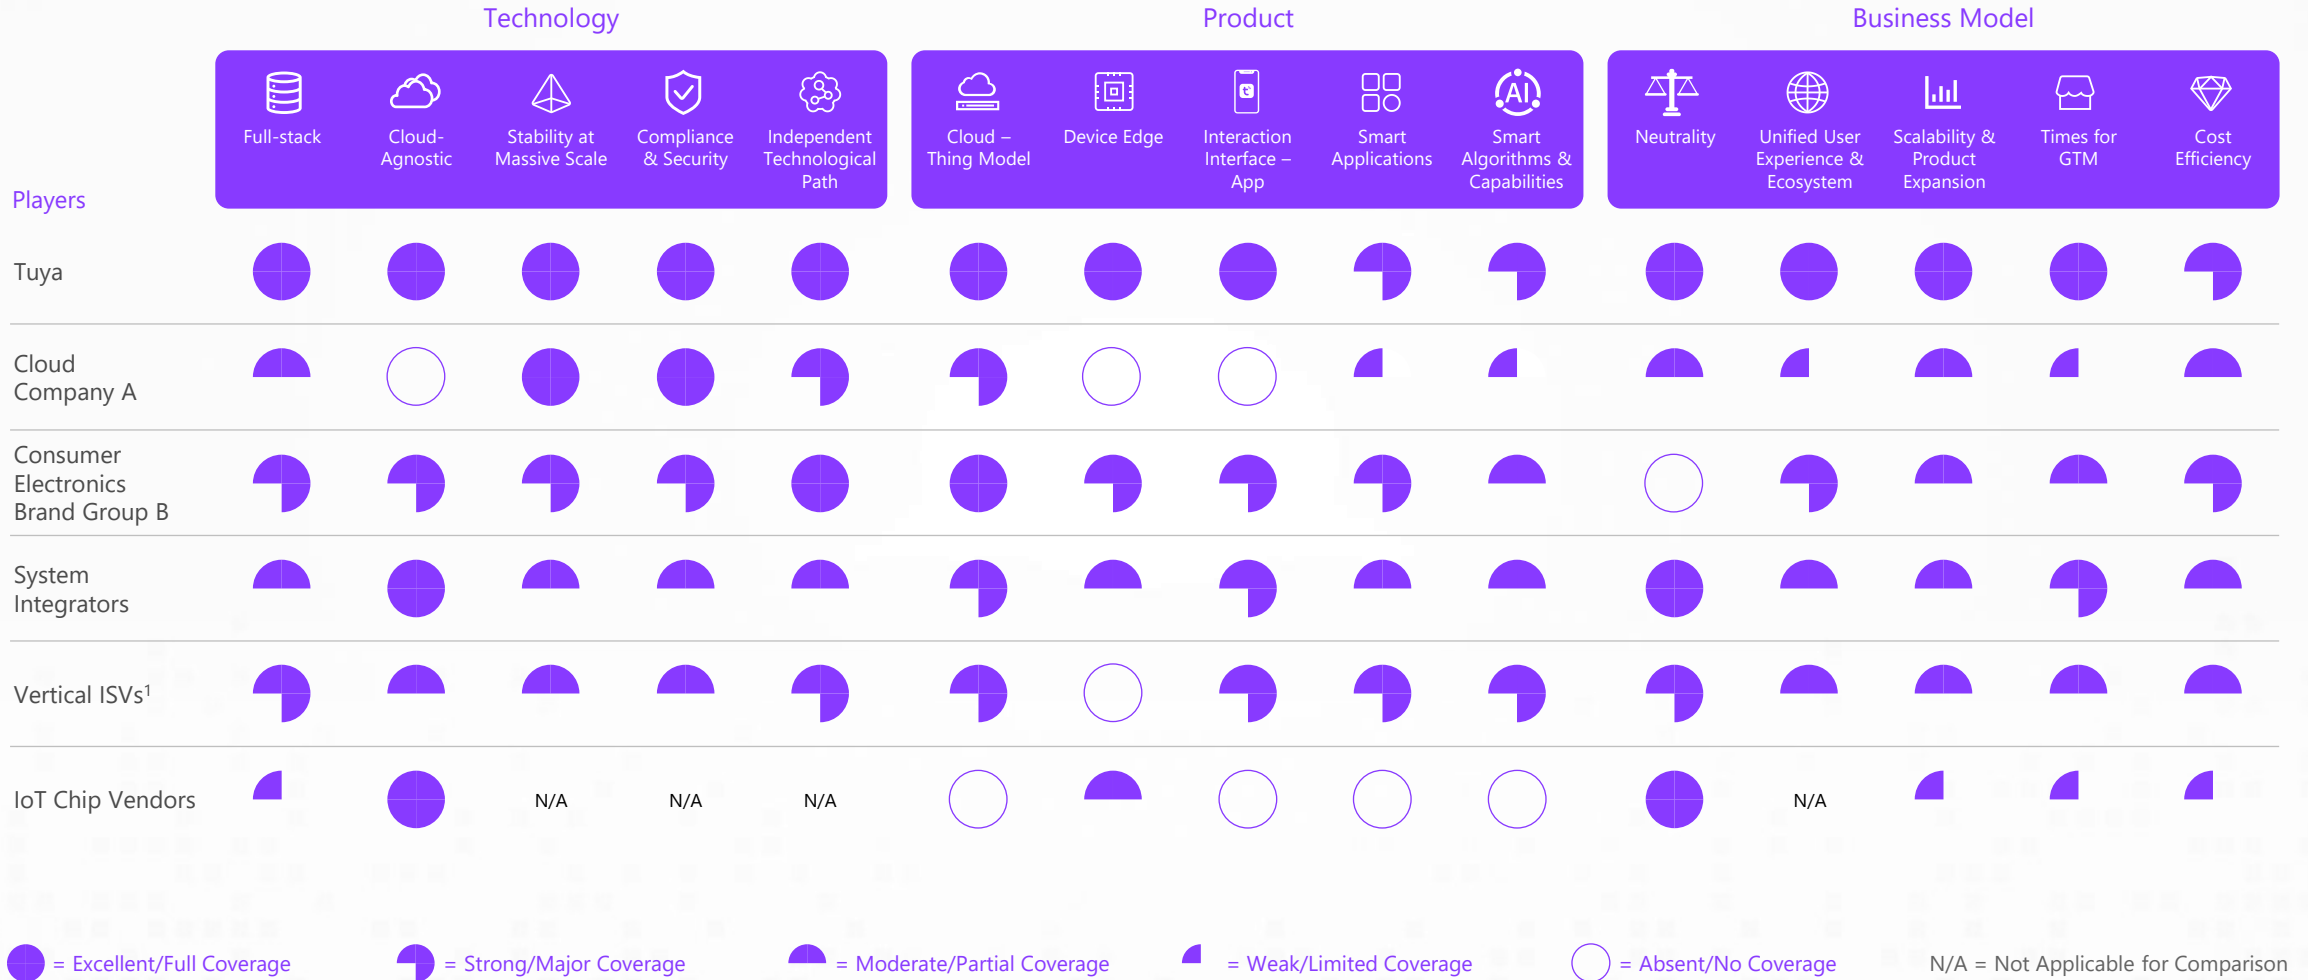 Technology
Product
Business Model
Full-stack
Cloud-
Agnostic
Stability at
Massive Scale
Compliance
& Security
Independent
Technological
Path
Cloud –
Thing Model
Device Edge
Interaction
Interface –
App
Smart
Applications
AI
Smart
Algorithms &
Capabilities
Neutrality
Unified User
Experience &
Ecosystem
Scalability &
Product
Expansion
Times for
GTM
Cost
Efficiency
Players
Tuya
Cloud
Company A
Consumer
Electronics
Brand Group B
System
Integrators
Vertical ISVs¹
IoT Chip Vendors
N/A
N/A
N/A
N/A
= Excellent/Full Coverage
= Strong/Major Coverage
= Moderate/Partial Coverage
= Weak/Limited Coverage
= Absent/No Coverage
N/A = Not Applicable for Comparison